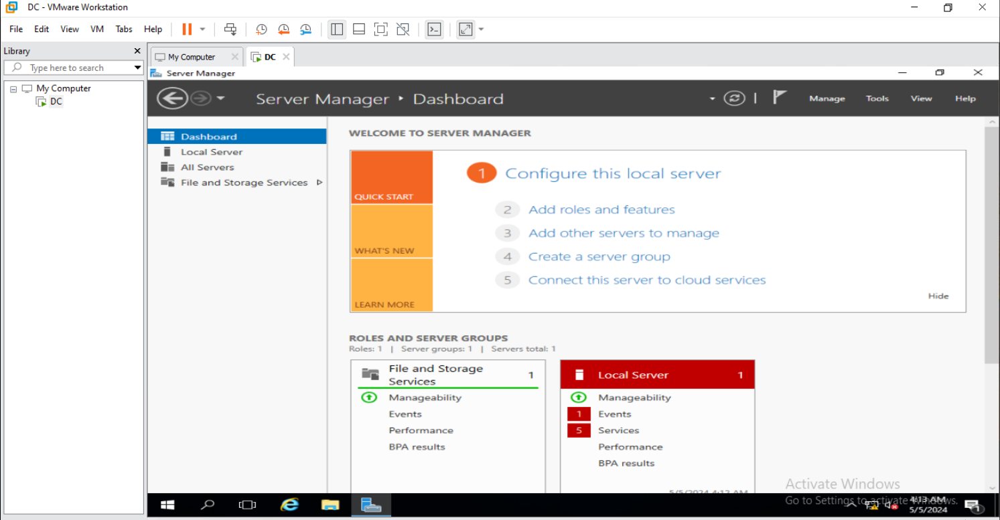 DC - VMware Workstation
File Edit View VM Tabs Help
Library
Type here to search
My Computer
DC
My Computer
DC
Server Manager
Server Manager ‣ Dashboard
Manage Tools View Help
Dashboard
Local Server
All Servers
File and Storage Services
WELCOME TO SERVER MANAGER
QUICK START
WHAT'S NEW
LEARN MORE
1 Configure this local server
2 Add roles and features
3 Add other servers to manage
4 Create a server group
5 Connect this server to cloud services
Hide
ROLES AND SERVER GROUPS
Roles: 1 | Server groups: 1 | Servers total: 1
File and Storage Services 1
Manageability
Events
Performance
BPA results
Local Server 1
Manageability
1 Events
5 Services
Performance
BPA results
5/5/2024 4:12 AM
Activate Windows
Go to Settings to activate Windows.
4:13 AM
5/5/2024
1